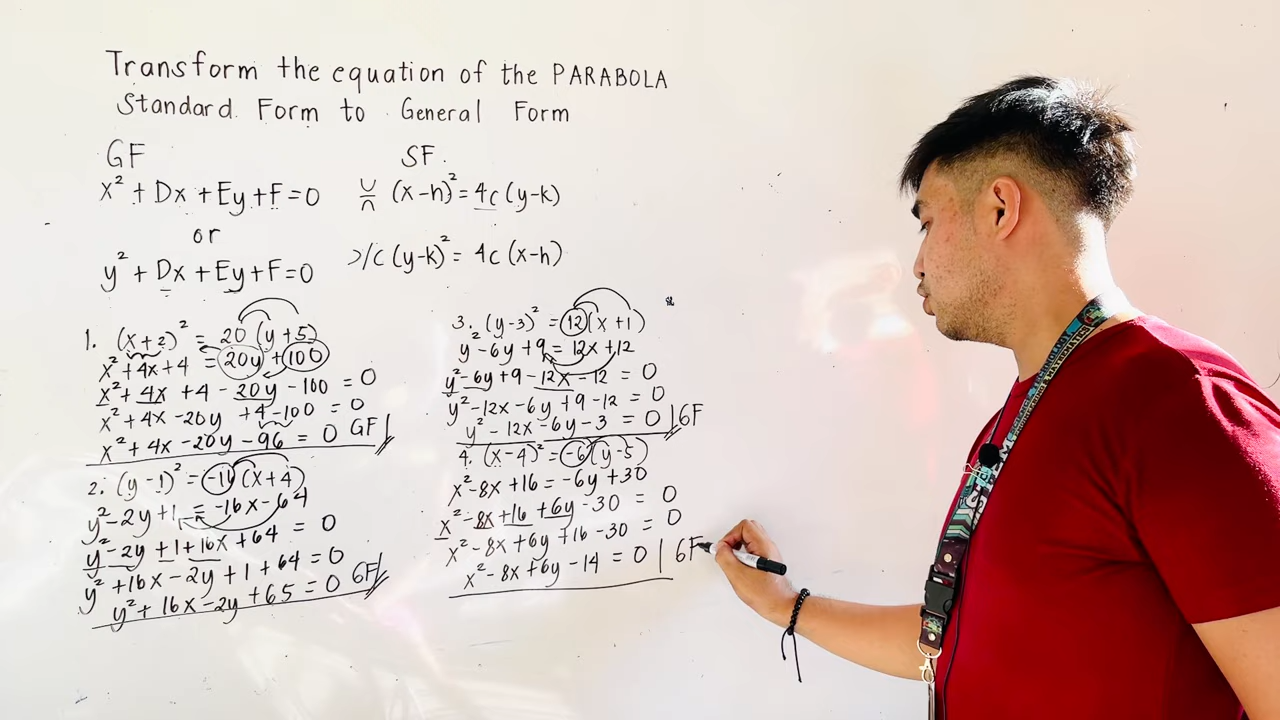 Transform the equation of the PARABOLA
Standard Form to General Form
GF
x² + Dx + Ey + F = 0
or
y² + Dx + Ey + F = 0
SF.
(x-h)² = 4c (y-k)
>/c (y-k)² = 4c (x-h)
1. (x+2)² = 20 (y+5)
x² + 4x + 4 = 20y + 100
x² + 4x + 4 - 20y - 100 = 0
x² + 4x - 20y + 4 - 100 = 0
x² + 4x - 20y - 96 = 0 GF
2. (y-1)² = -16 (x+4)
y² - 2y + 1 = -16x - 64
y² - 2y + 1 + 16x + 64 = 0
y² + 16x - 2y + 1 + 64 = 0
y² + 16x - 2y + 65 = 0 GF
3. (y-3)² = 12 (x+1)
y² - 6y + 9 = 12x + 12
y² - 6y + 9 - 12x - 12 = 0
y² - 12x - 6y + 9 - 12 = 0
y² - 12x - 6y - 3 = 0 GF
4. (x-4)² = -6 (y-5)
x² - 8x + 16 = -6y + 30
x² - 8x + 16 + 6y - 30 = 0
x² - 8x + 6y + 16 - 30 = 0
x² - 8x + 6y - 14 = 0 | GF